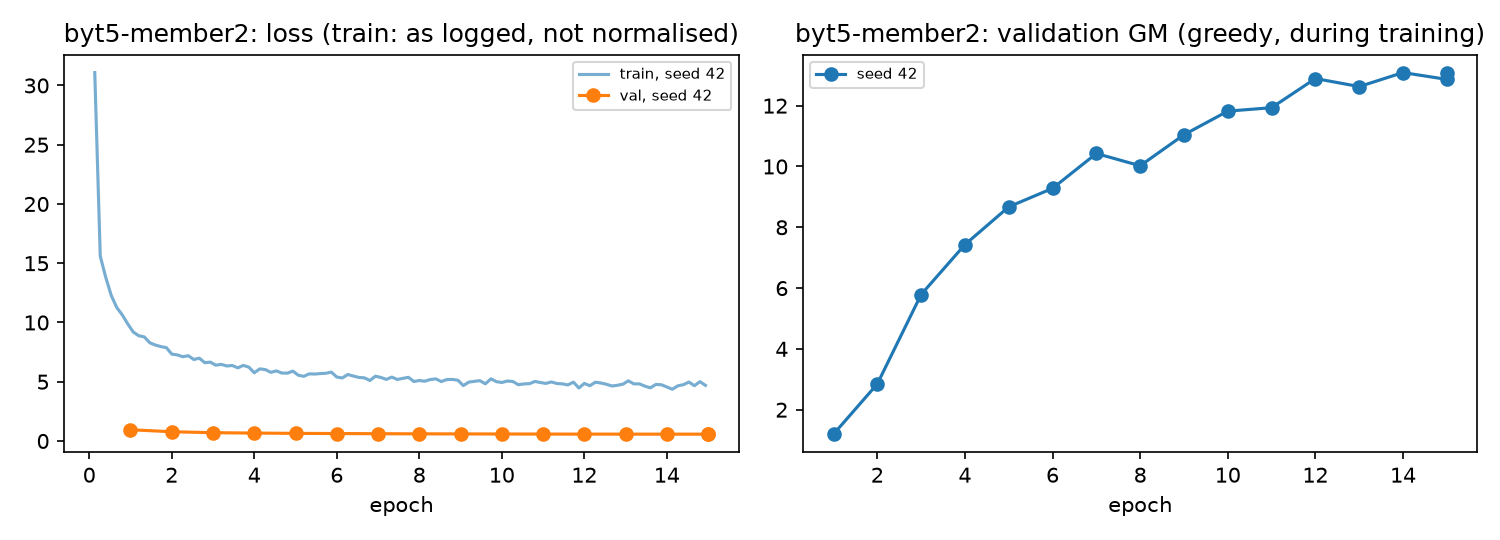 byt5-member2: loss (train: as logged, not normalised)
train, seed 42
val, seed 42
30
25
20
15
10
5
0
0 2 4 6 8 10 12 14
epoch
byt5-member2: validation GM (greedy, during training)
seed 42
12
10
8
6
4
2
2 4 6 8 10 12 14
epoch